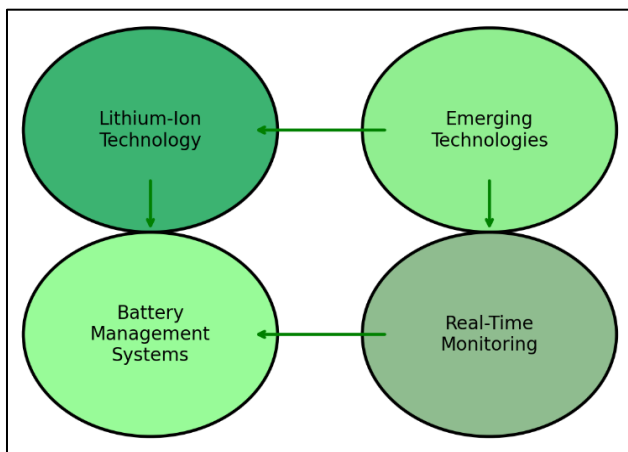 Lithium-Ion
Technology
Emerging
Technologies
Battery
Management
Systems
Real-Time
Monitoring